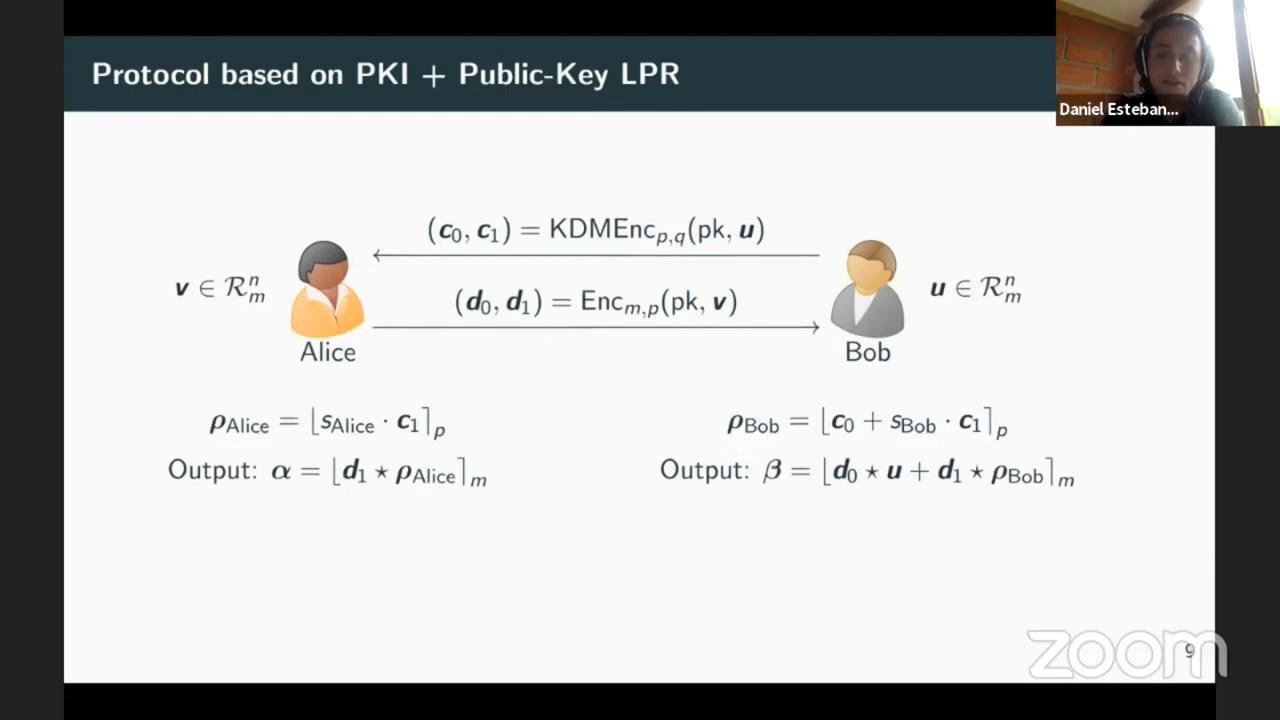 Protocol based on PKI + Public-Key LPR
Daniel Esteban...
(c₀, c₁) = KDMEnc_{p,q}(pk, u)
v ∈ ℛⁿₘ
(d₀, d₁) = Enc_{m,p}(pk, v)
u ∈ ℛⁿₘ
Alice
Bob
ρ_Alice = ⌊s_Alice · c₁⌉_p
Output: α = ⌊d₁ ⋆ ρ_Alice⌉_m
ρ_Bob = ⌊c₀ + s_Bob · c₁⌉_p
Output: β = ⌊d₀ ⋆ u + d₁ ⋆ ρ_Bob⌉_m
zoom
9